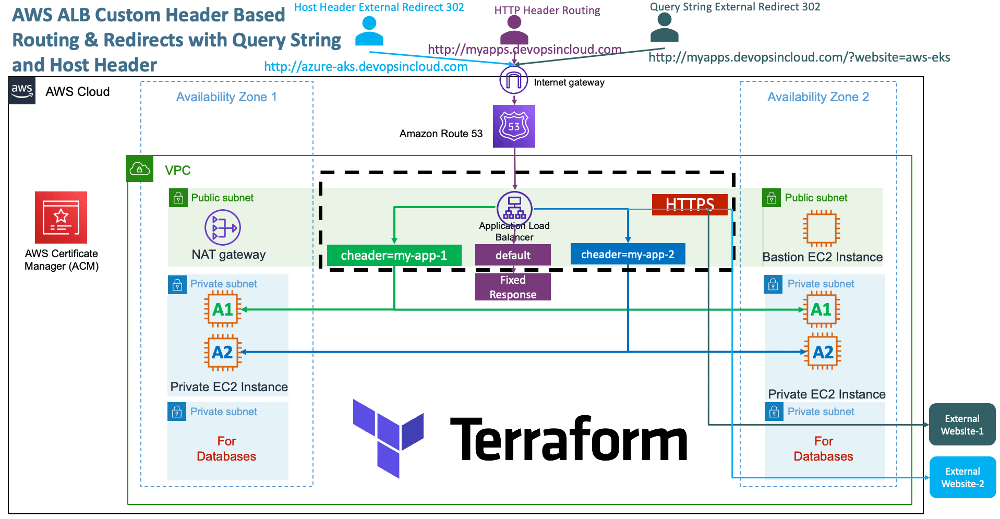 AWS ALB Custom Header Based
Routing & Redirects with Query String
and Host Header
Host Header External Redirect 302
HTTP Header Routing
Query String External Redirect 302
http://myapps.devopsincloud.com
http://myapps.devopsincloud.com/?website=aws-eks
http://azure-aks.devopsincloud.com
Internet gateway
aws
AWS Cloud
Availability Zone 1
Availability Zone 2
53
Amazon Route 53
VPC
Public subnet
HTTPS
Public subnet
Application Load
Balancer
NAT gateway
cheader=my-app-1
default
cheader=my-app-2
Bastion EC2 Instance
AWS Certificate
Manager (ACM)
Fixed
Response
Private subnet
Private subnet
A1
A1
A2
A2
Private EC2 Instance
Private EC2 Instance
Private subnet
Private subnet
For
Databases
Terraform
For
Databases
External
Website-1
External
Website-2